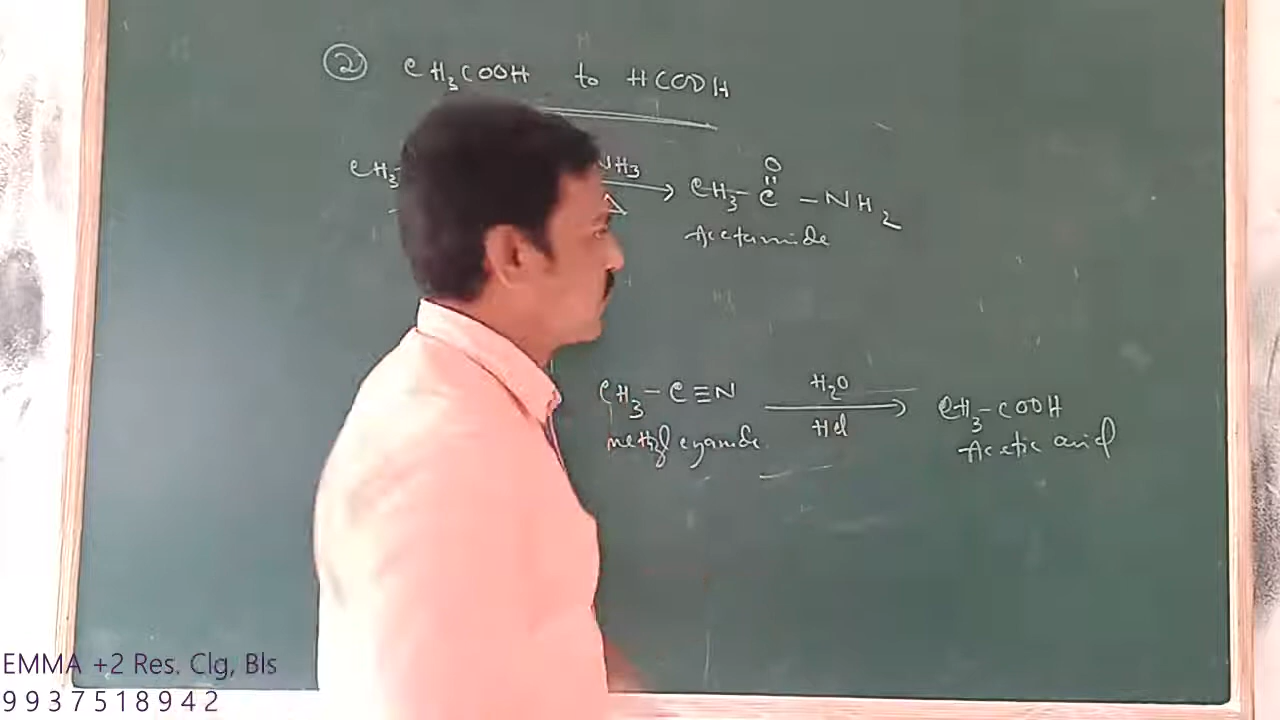 ② CH₃COOH to HCOOH
CH₃ NH₃ → CH₃ – C – NH₂
O
||
Δ
Acetamide
CH₃ – C ≡ N H₂O → CH₃ – COOH
HCl
methyl cyanide Acetic acid
EMMA +2 Res. Clg, Bls
9937518942